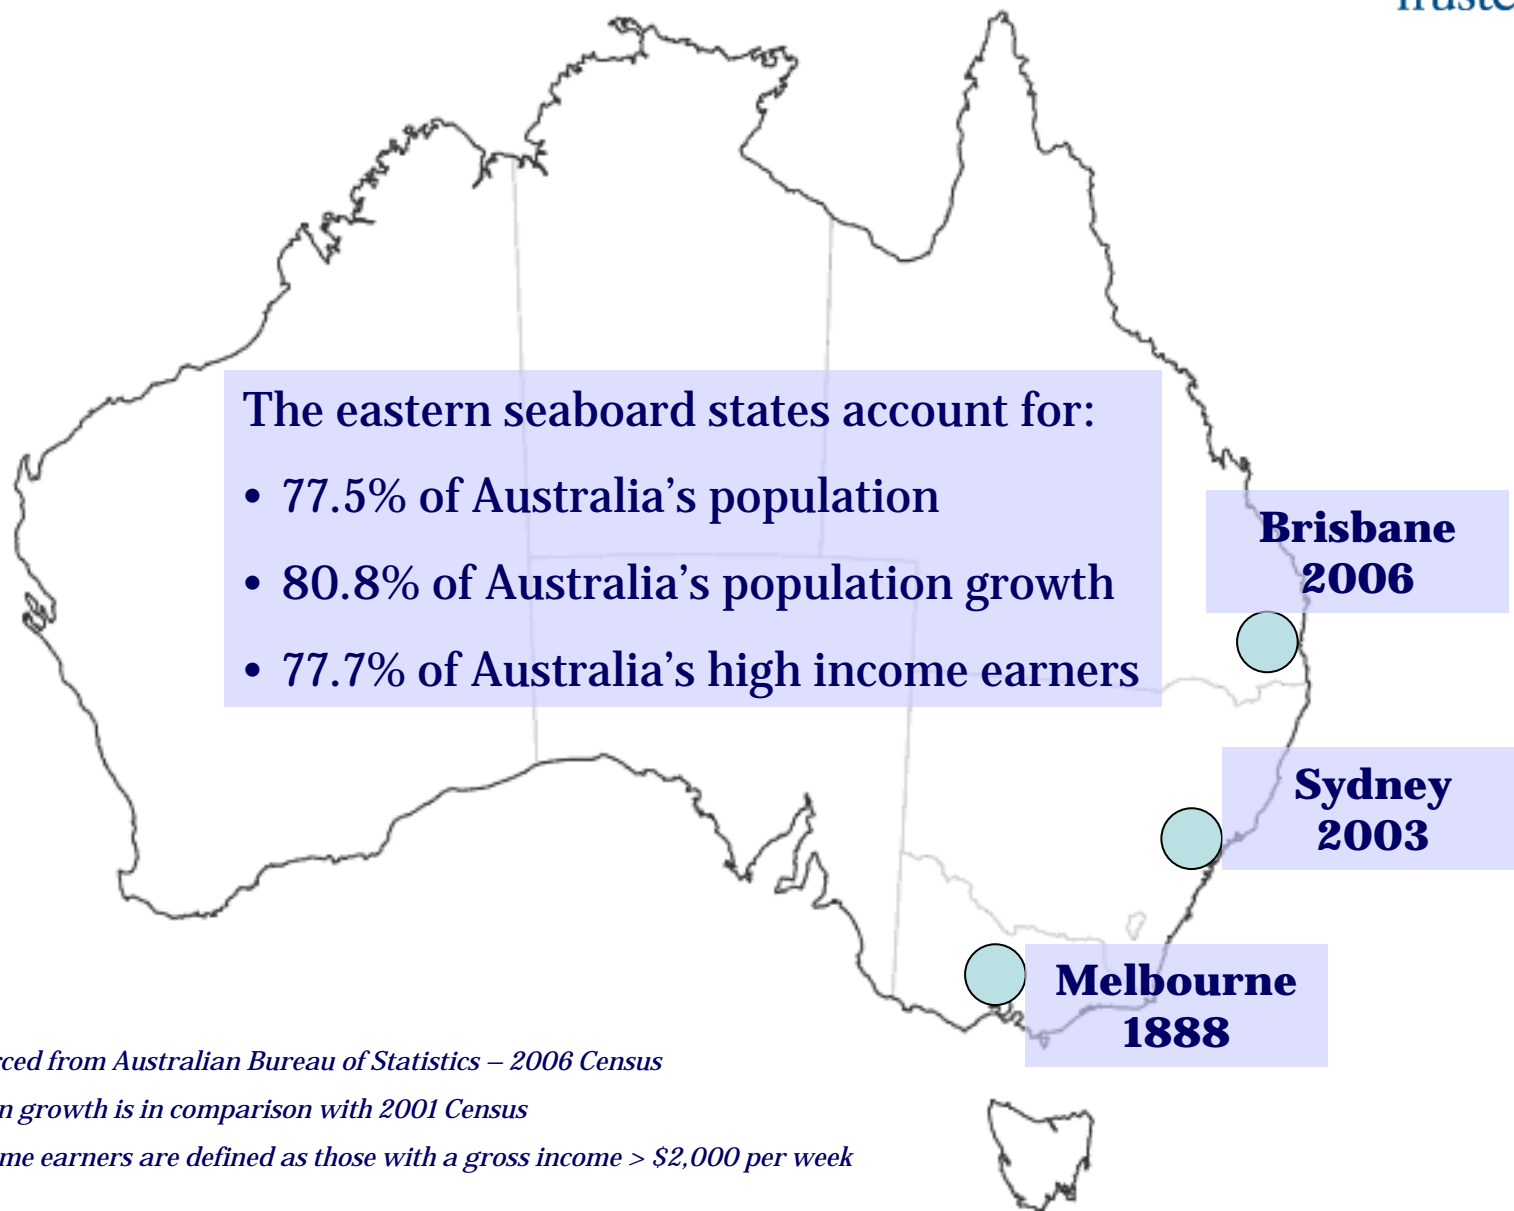 The eastern seaboard states account for:
• 77.5% of Australia’s population
• 80.8% of Australia’s population growth
• 77.7% of Australia’s high income earners
Brisbane
2006
Sydney
2003
Melbourne
1888
from Australian Bureau of Statistics – 2006 Census
growth is in comparison with 2001 Census
earners are defined as those with a gross income > $2,000 per week